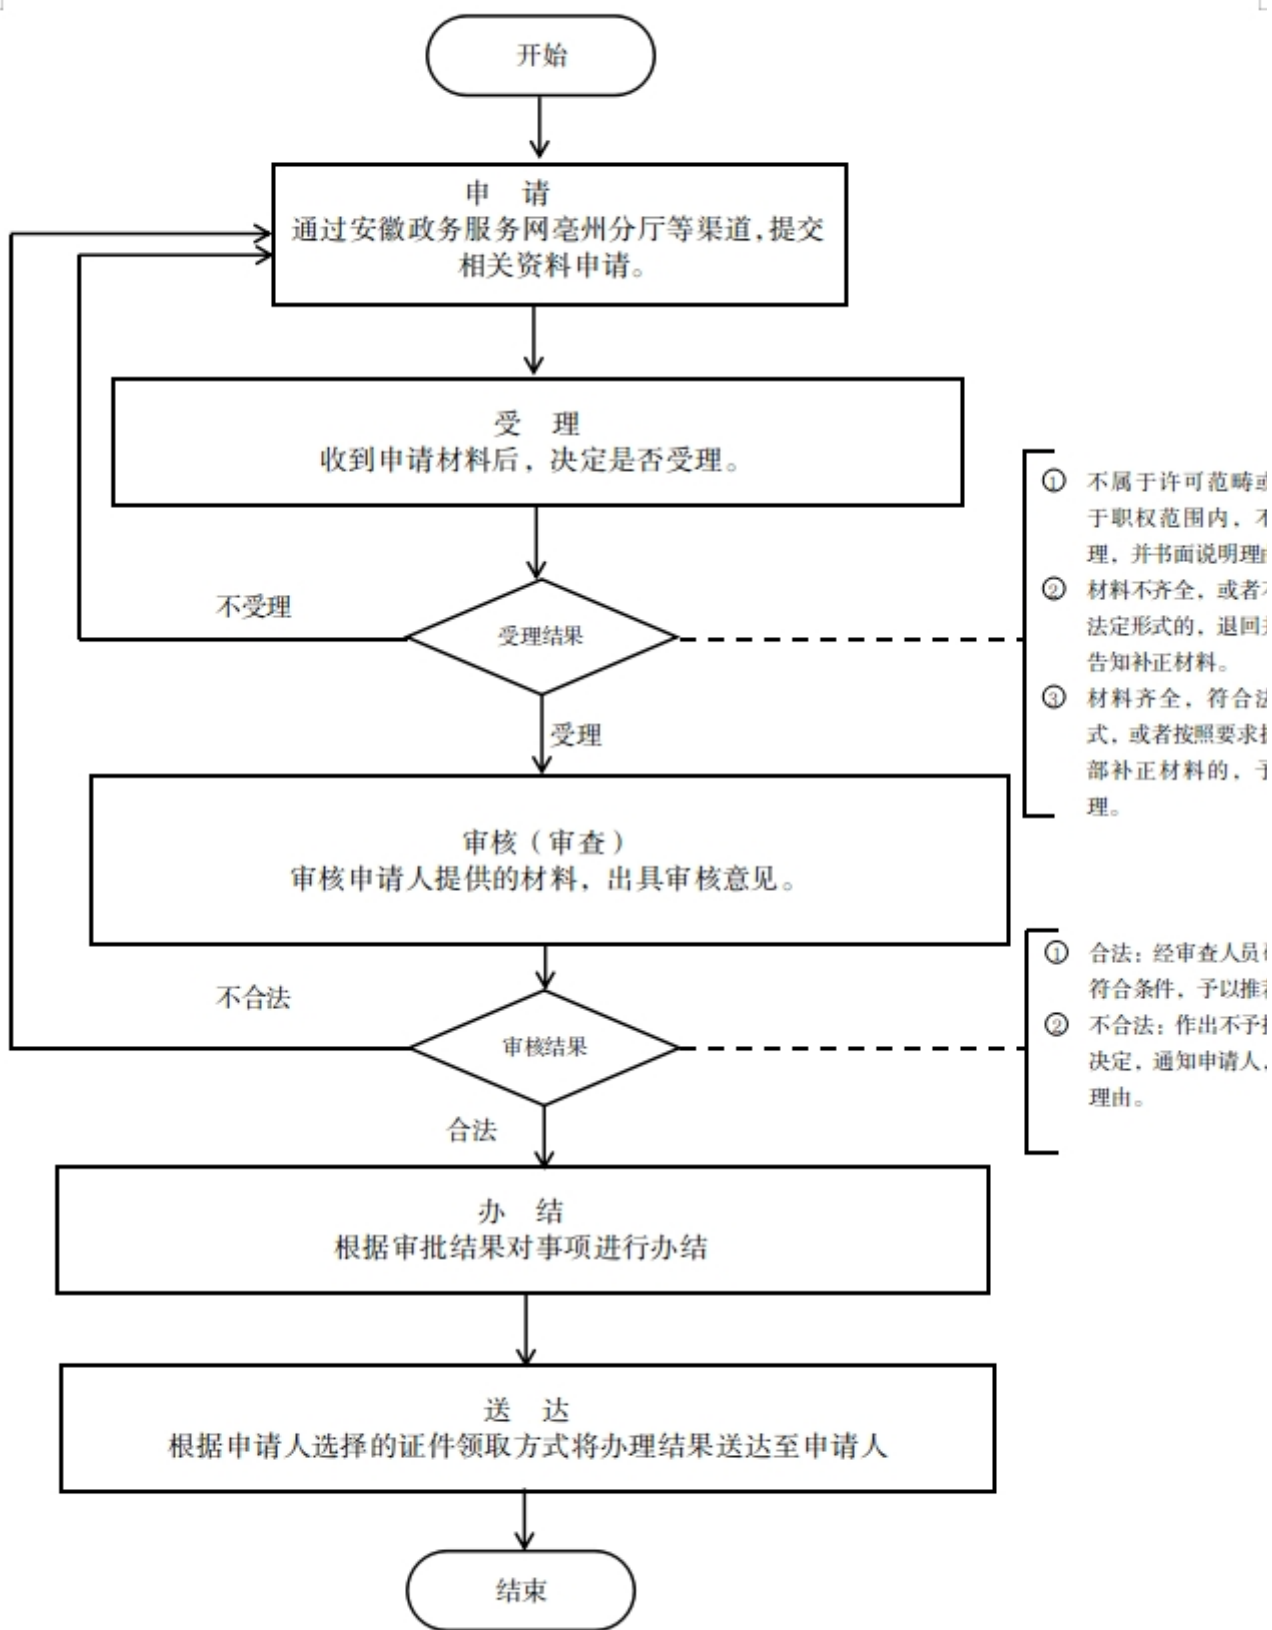 开始
申 请
通过安徽政务服务网亳州分厅等渠道,提交
相关资料申请。
受 理
收到申请材料后，决定是否受理。
不受理
受理结果
① 不属于许可范畴或
于职权范围内，不
理，并书面说明理由
② 材料不齐全，或者不
法定形式的，退回并
告知补正材料。
③ 材料齐全，符合法
式，或者按照要求
部补正材料的，予
理。
受理
审核（审查）
审核申请人提供的材料，出具审核意见。
不合法
审核结果
① 合法：经审查人员
符合条件，予以推荐
② 不合法：作出不予
决定，通知申请人，
理由。
合法
办 结
根据审批结果对事项进行办结
送 达
根据申请人选择的证件领取方式将办理结果送达至申请人
结束